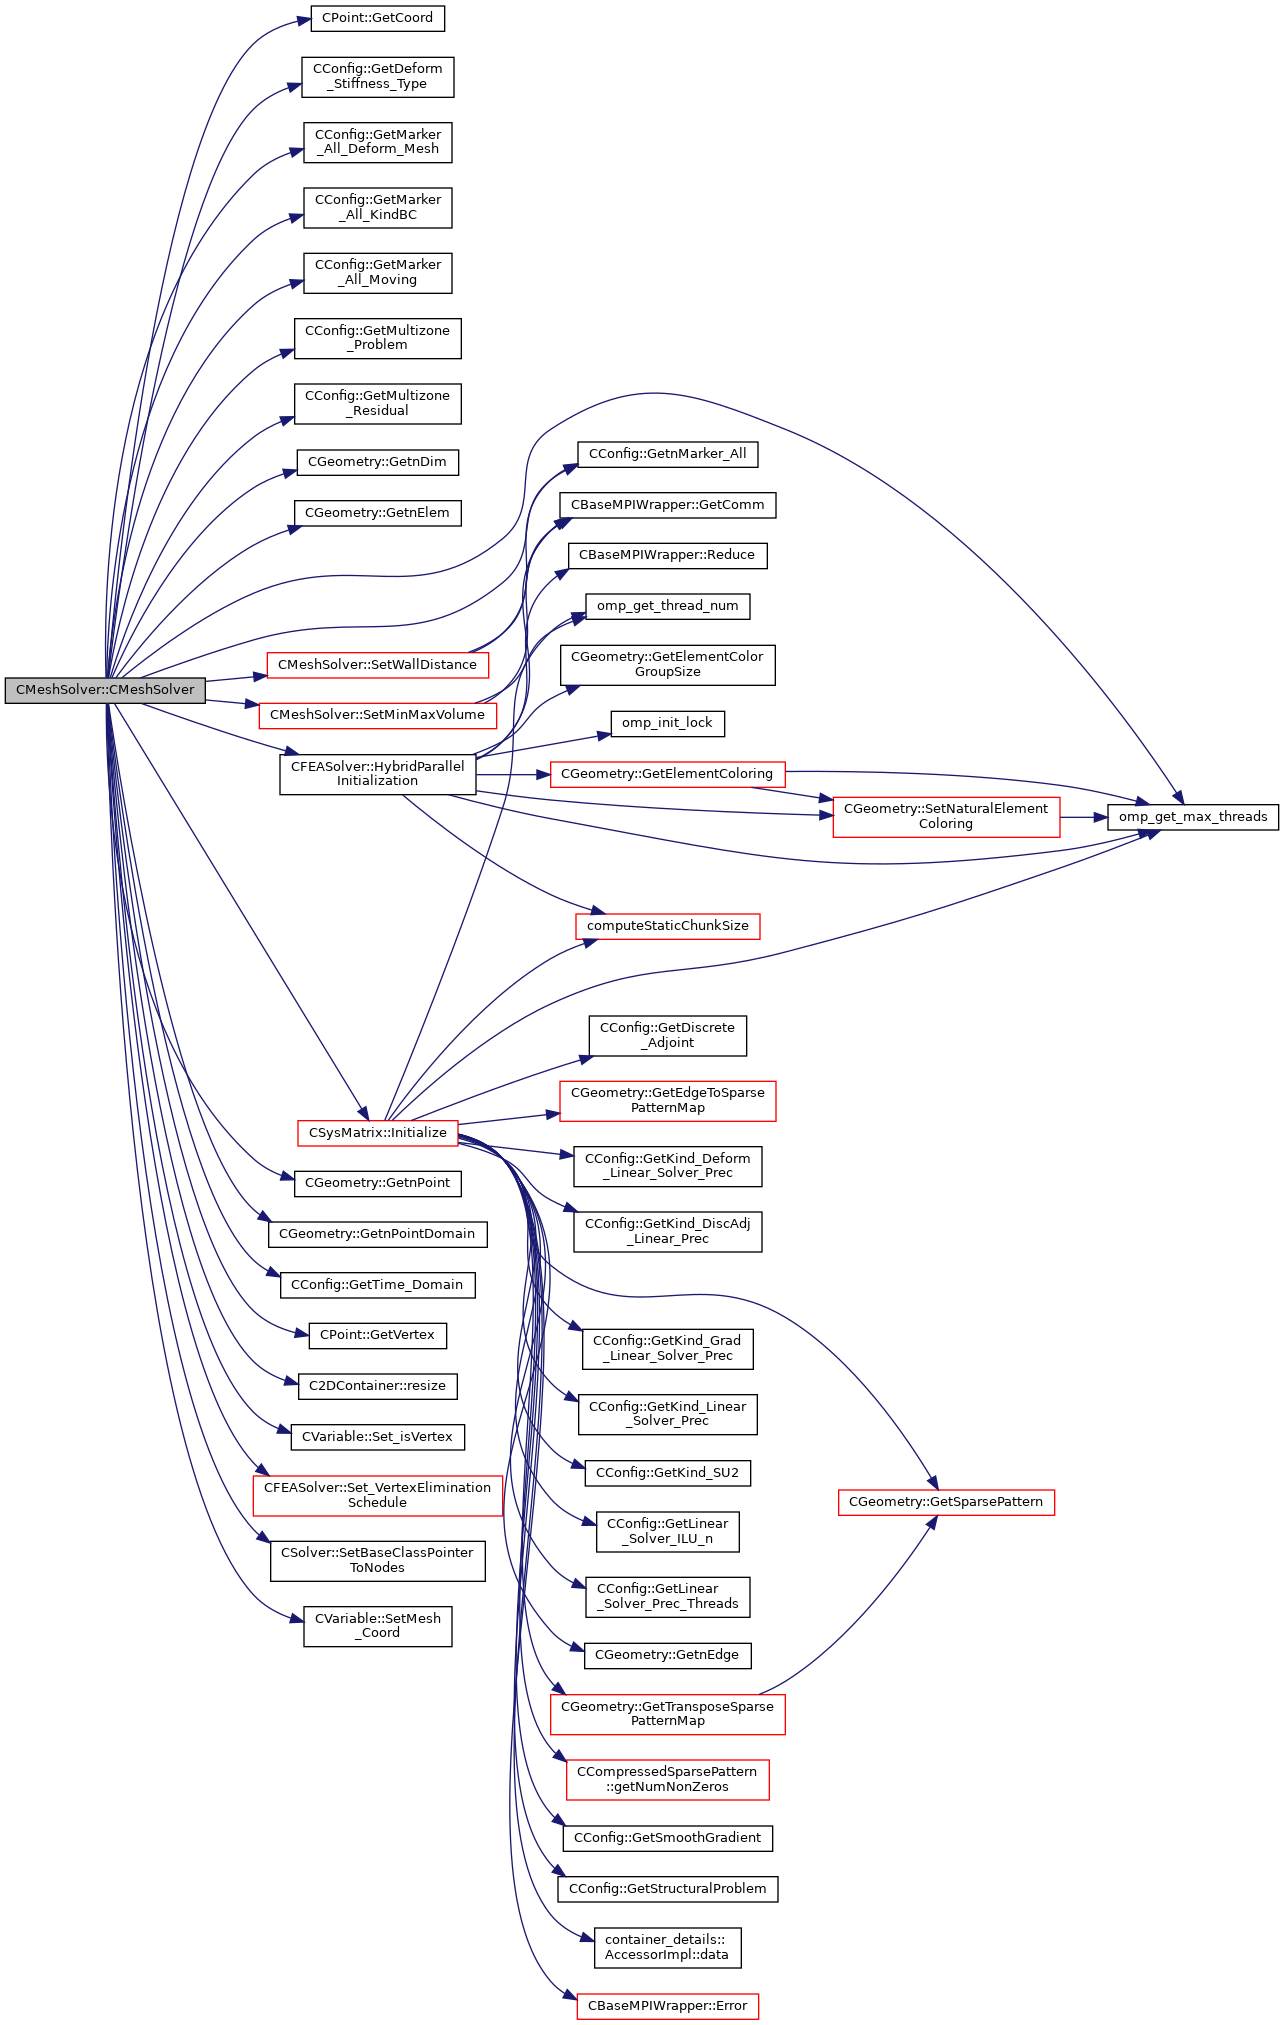 CPoint::GetCoord
CConfig::GetDeform
_Stiffness_Type
CConfig::GetMarker
_All_Deform_Mesh
CConfig::GetMarker
_All_KindBC
CConfig::GetMarker
_All_Moving
CConfig::GetMultizone
_Problem
CConfig::GetMultizone
_Residual
CGeometry::GetnDim
CGeometry::GetnElem
CMeshSolver::CMeshSolver
CMeshSolver::SetWallDistance
CMeshSolver::SetMinMaxVolume
CFEASolver::HybridParallel
Initialization
CSysMatrix::Initialize
CGeometry::GetnPoint
CGeometry::GetnPointDomain
CConfig::GetTime_Domain
CPoint::GetVertex
C2DContainer::resize
CVariable::Set_isVertex
CFEASolver::Set_VertexElimination
Schedule
CSolver::SetBaseClassPointer
ToNodes
CVariable::SetMesh
_Coord
CConfig::GetnMarker_All
CBaseMPIWrapper::GetComm
CBaseMPIWrapper::Reduce
omp_get_thread_num
CGeometry::GetElementColor
GroupSize
omp_init_lock
CGeometry::GetElementColoring
CGeometry::SetNaturalElement
Coloring
omp_get_max_threads
computeStaticChunkSize
CConfig::GetDiscrete
_Adjoint
CGeometry::GetEdgeToSparse
PatternMap
CConfig::GetKind_Deform
_Linear_Solver_Prec
CConfig::GetKind_DiscAdj
_Linear_Prec
CConfig::GetKind_Grad
_Linear_Solver_Prec
CConfig::GetKind_Linear
_Solver_Prec
CConfig::GetKind_SU2
CConfig::GetLinear
_Solver_ILU_n
CConfig::GetLinear
_Solver_Prec_Threads
CGeometry::GetnEdge
CGeometry::GetTransposeSparse
PatternMap
CGeometry::GetSparsePattern
CCompressedSparsePattern
::getNumNonZeros
CConfig::GetSmoothGradient
CConfig::GetStructuralProblem
container_details::
AccessorImpl::data
CBaseMPIWrapper::Error